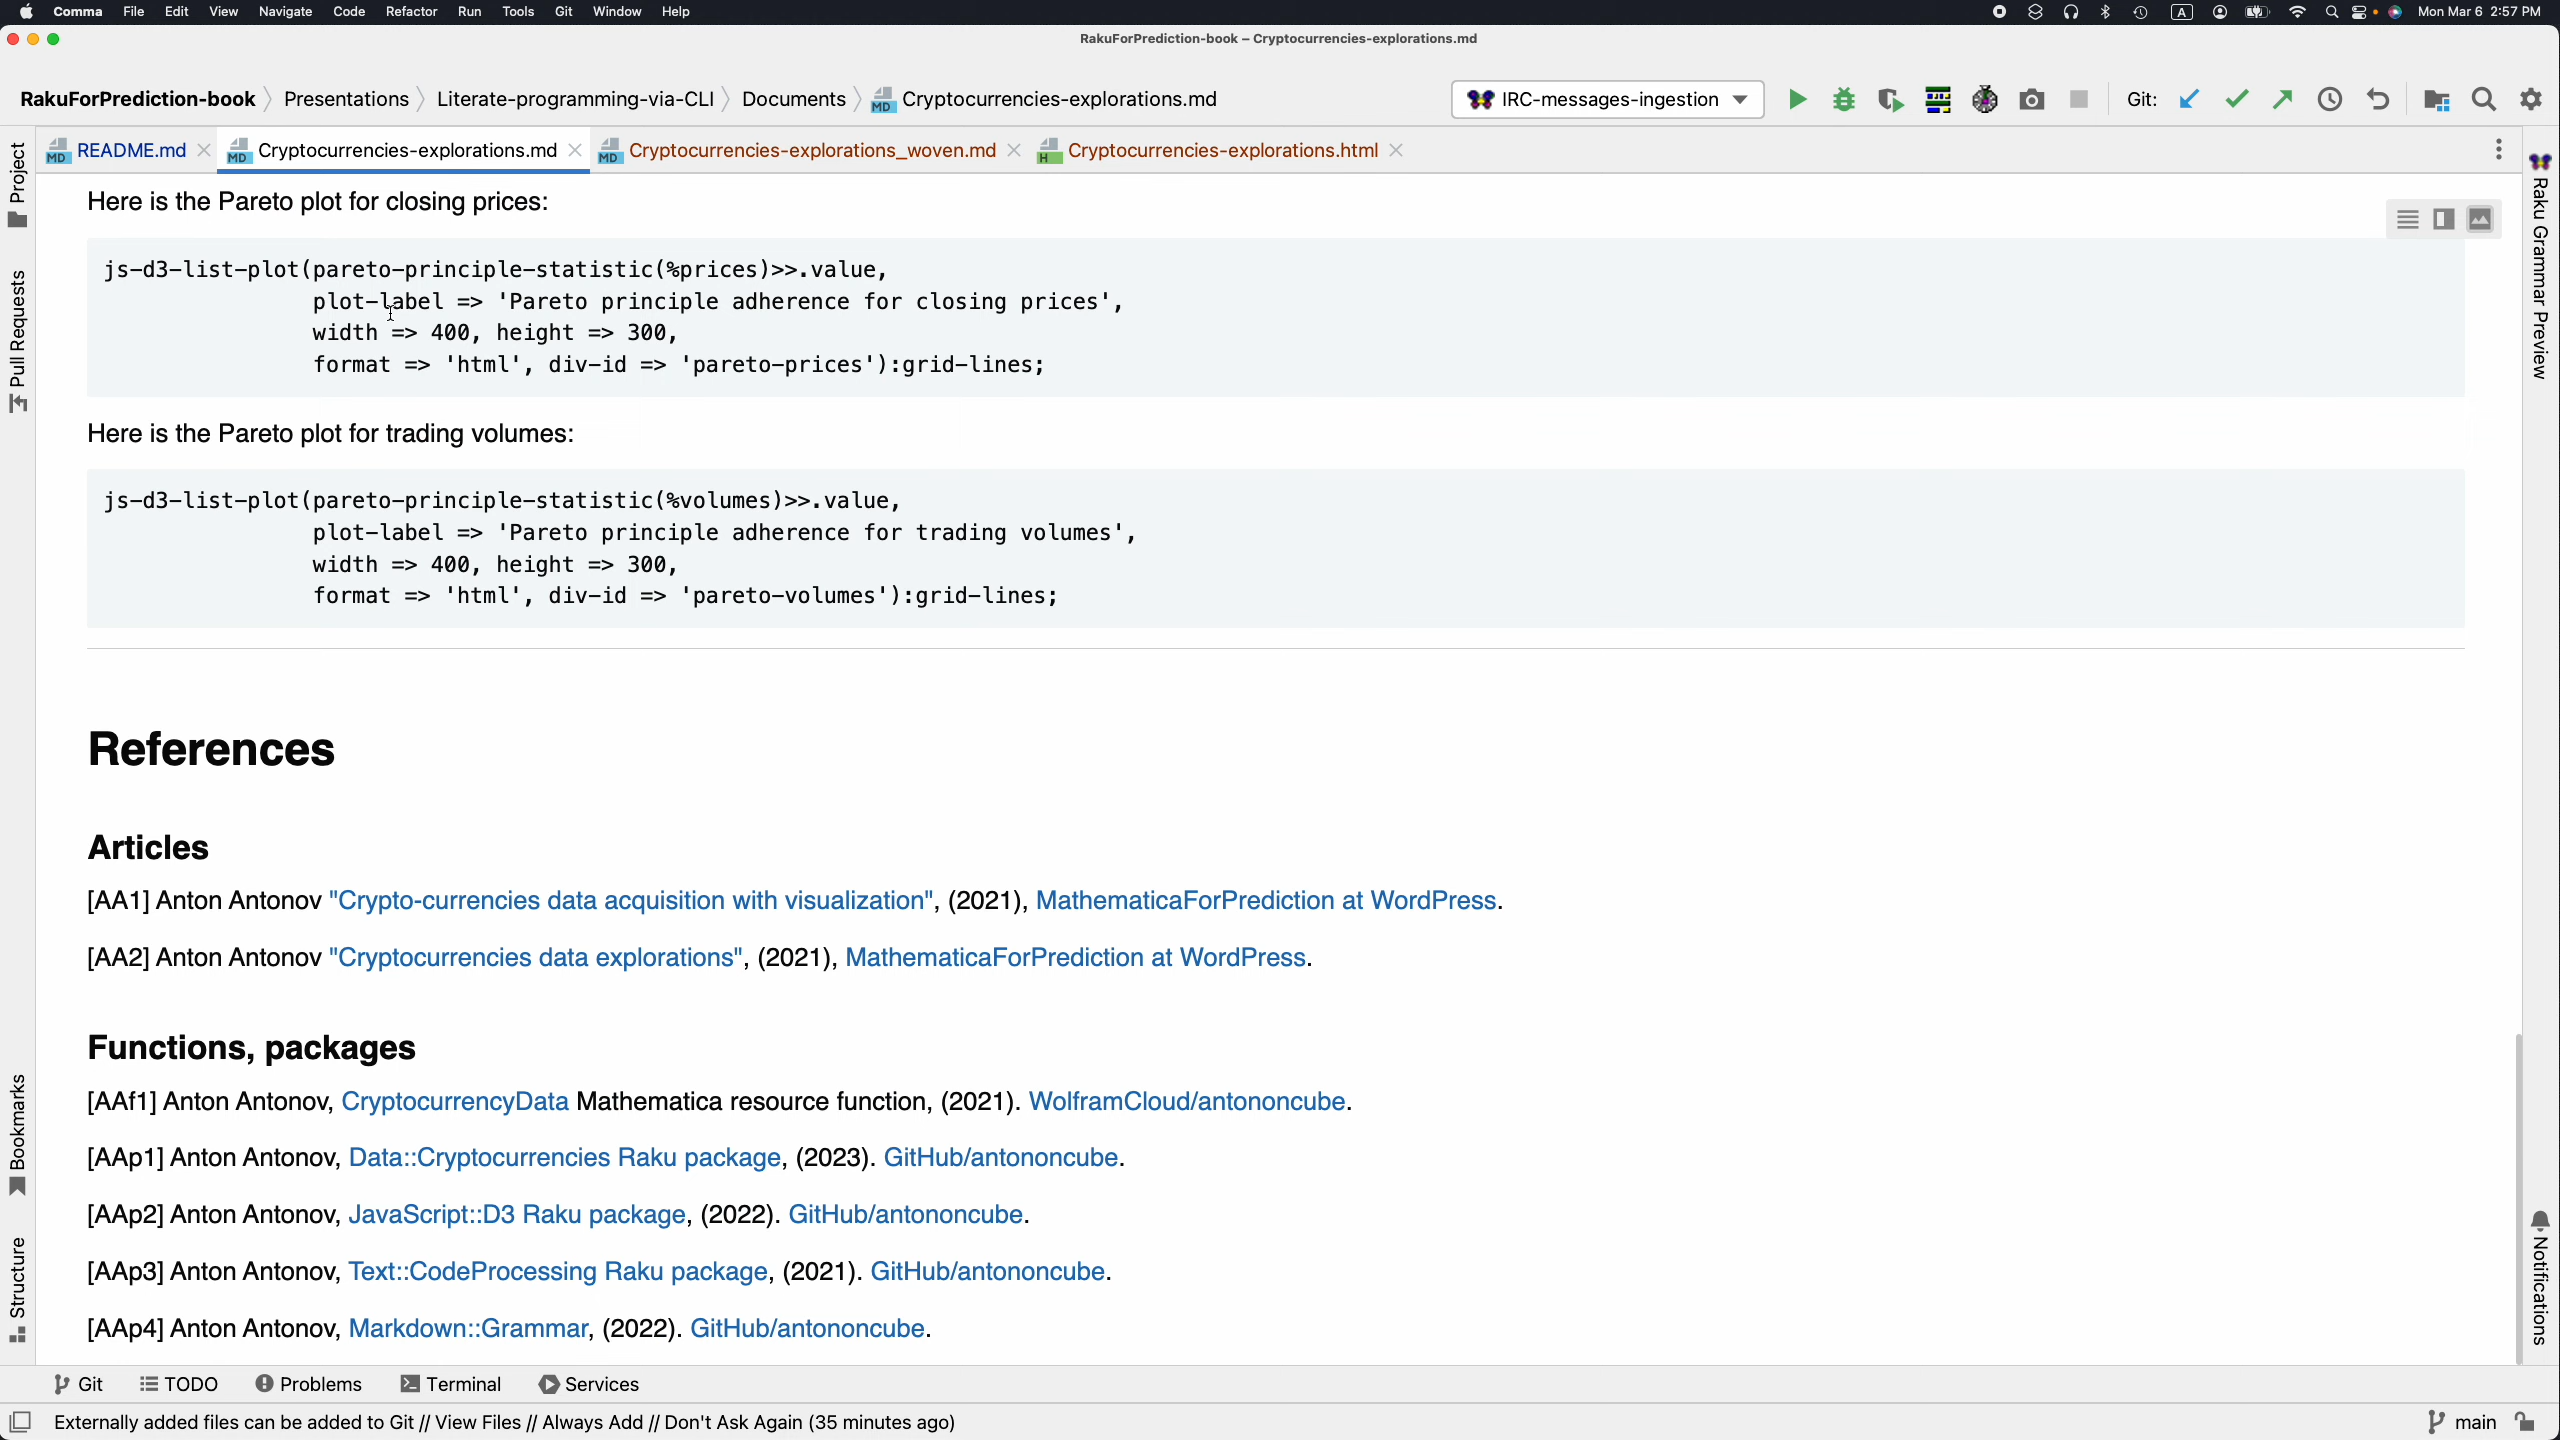 Comma File Edit View Navigate Code Refactor Run Tools Git Window Help A Mon Mar 6 2:57 PM
RakuForPrediction-book – Cryptocurrencies-explorations.md
RakuForPrediction-book Presentations Literate-programming-via-CLI Documents MD Cryptocurrencies-explorations.md IRC-messages-ingestion Git:
MD README.md MD Cryptocurrencies-explorations.md MD Cryptocurrencies-explorations_woven.md H Cryptocurrencies-explorations.html
Project
Pull Requests
Bookmarks
Structure
Here is the Pareto plot for closing prices:
js-d3-list-plot(pareto-principle-statistic(%prices)>>.value,
plot-label => 'Pareto principle adherence for closing prices',
width => 400, height => 300,
format => 'html', div-id => 'pareto-prices'):grid-lines;
Here is the Pareto plot for trading volumes:
js-d3-list-plot(pareto-principle-statistic(%volumes)>>.value,
plot-label => 'Pareto principle adherence for trading volumes',
width => 400, height => 300,
format => 'html', div-id => 'pareto-volumes'):grid-lines;
References
Articles
[AA1] Anton Antonov "Crypto-currencies data acquisition with visualization", (2021), MathematicaForPrediction at WordPress.
[AA2] Anton Antonov "Cryptocurrencies data explorations", (2021), MathematicaForPrediction at WordPress.
Functions, packages
[AAf1] Anton Antonov, CryptocurrencyData Mathematica resource function, (2021). WolframCloud/antononcube.
[AAp1] Anton Antonov, Data::Cryptocurrencies Raku package, (2023). GitHub/antononcube.
[AAp2] Anton Antonov, JavaScript::D3 Raku package, (2022). GitHub/antononcube.
[AAp3] Anton Antonov, Text::CodeProcessing Raku package, (2021). GitHub/antononcube.
[AAp4] Anton Antonov, Markdown::Grammar, (2022). GitHub/antononcube.
Raku Grammar Preview
Notifications
Git TODO Problems Terminal Services
Externally added files can be added to Git // View Files // Always Add // Don't Ask Again (35 minutes ago) main